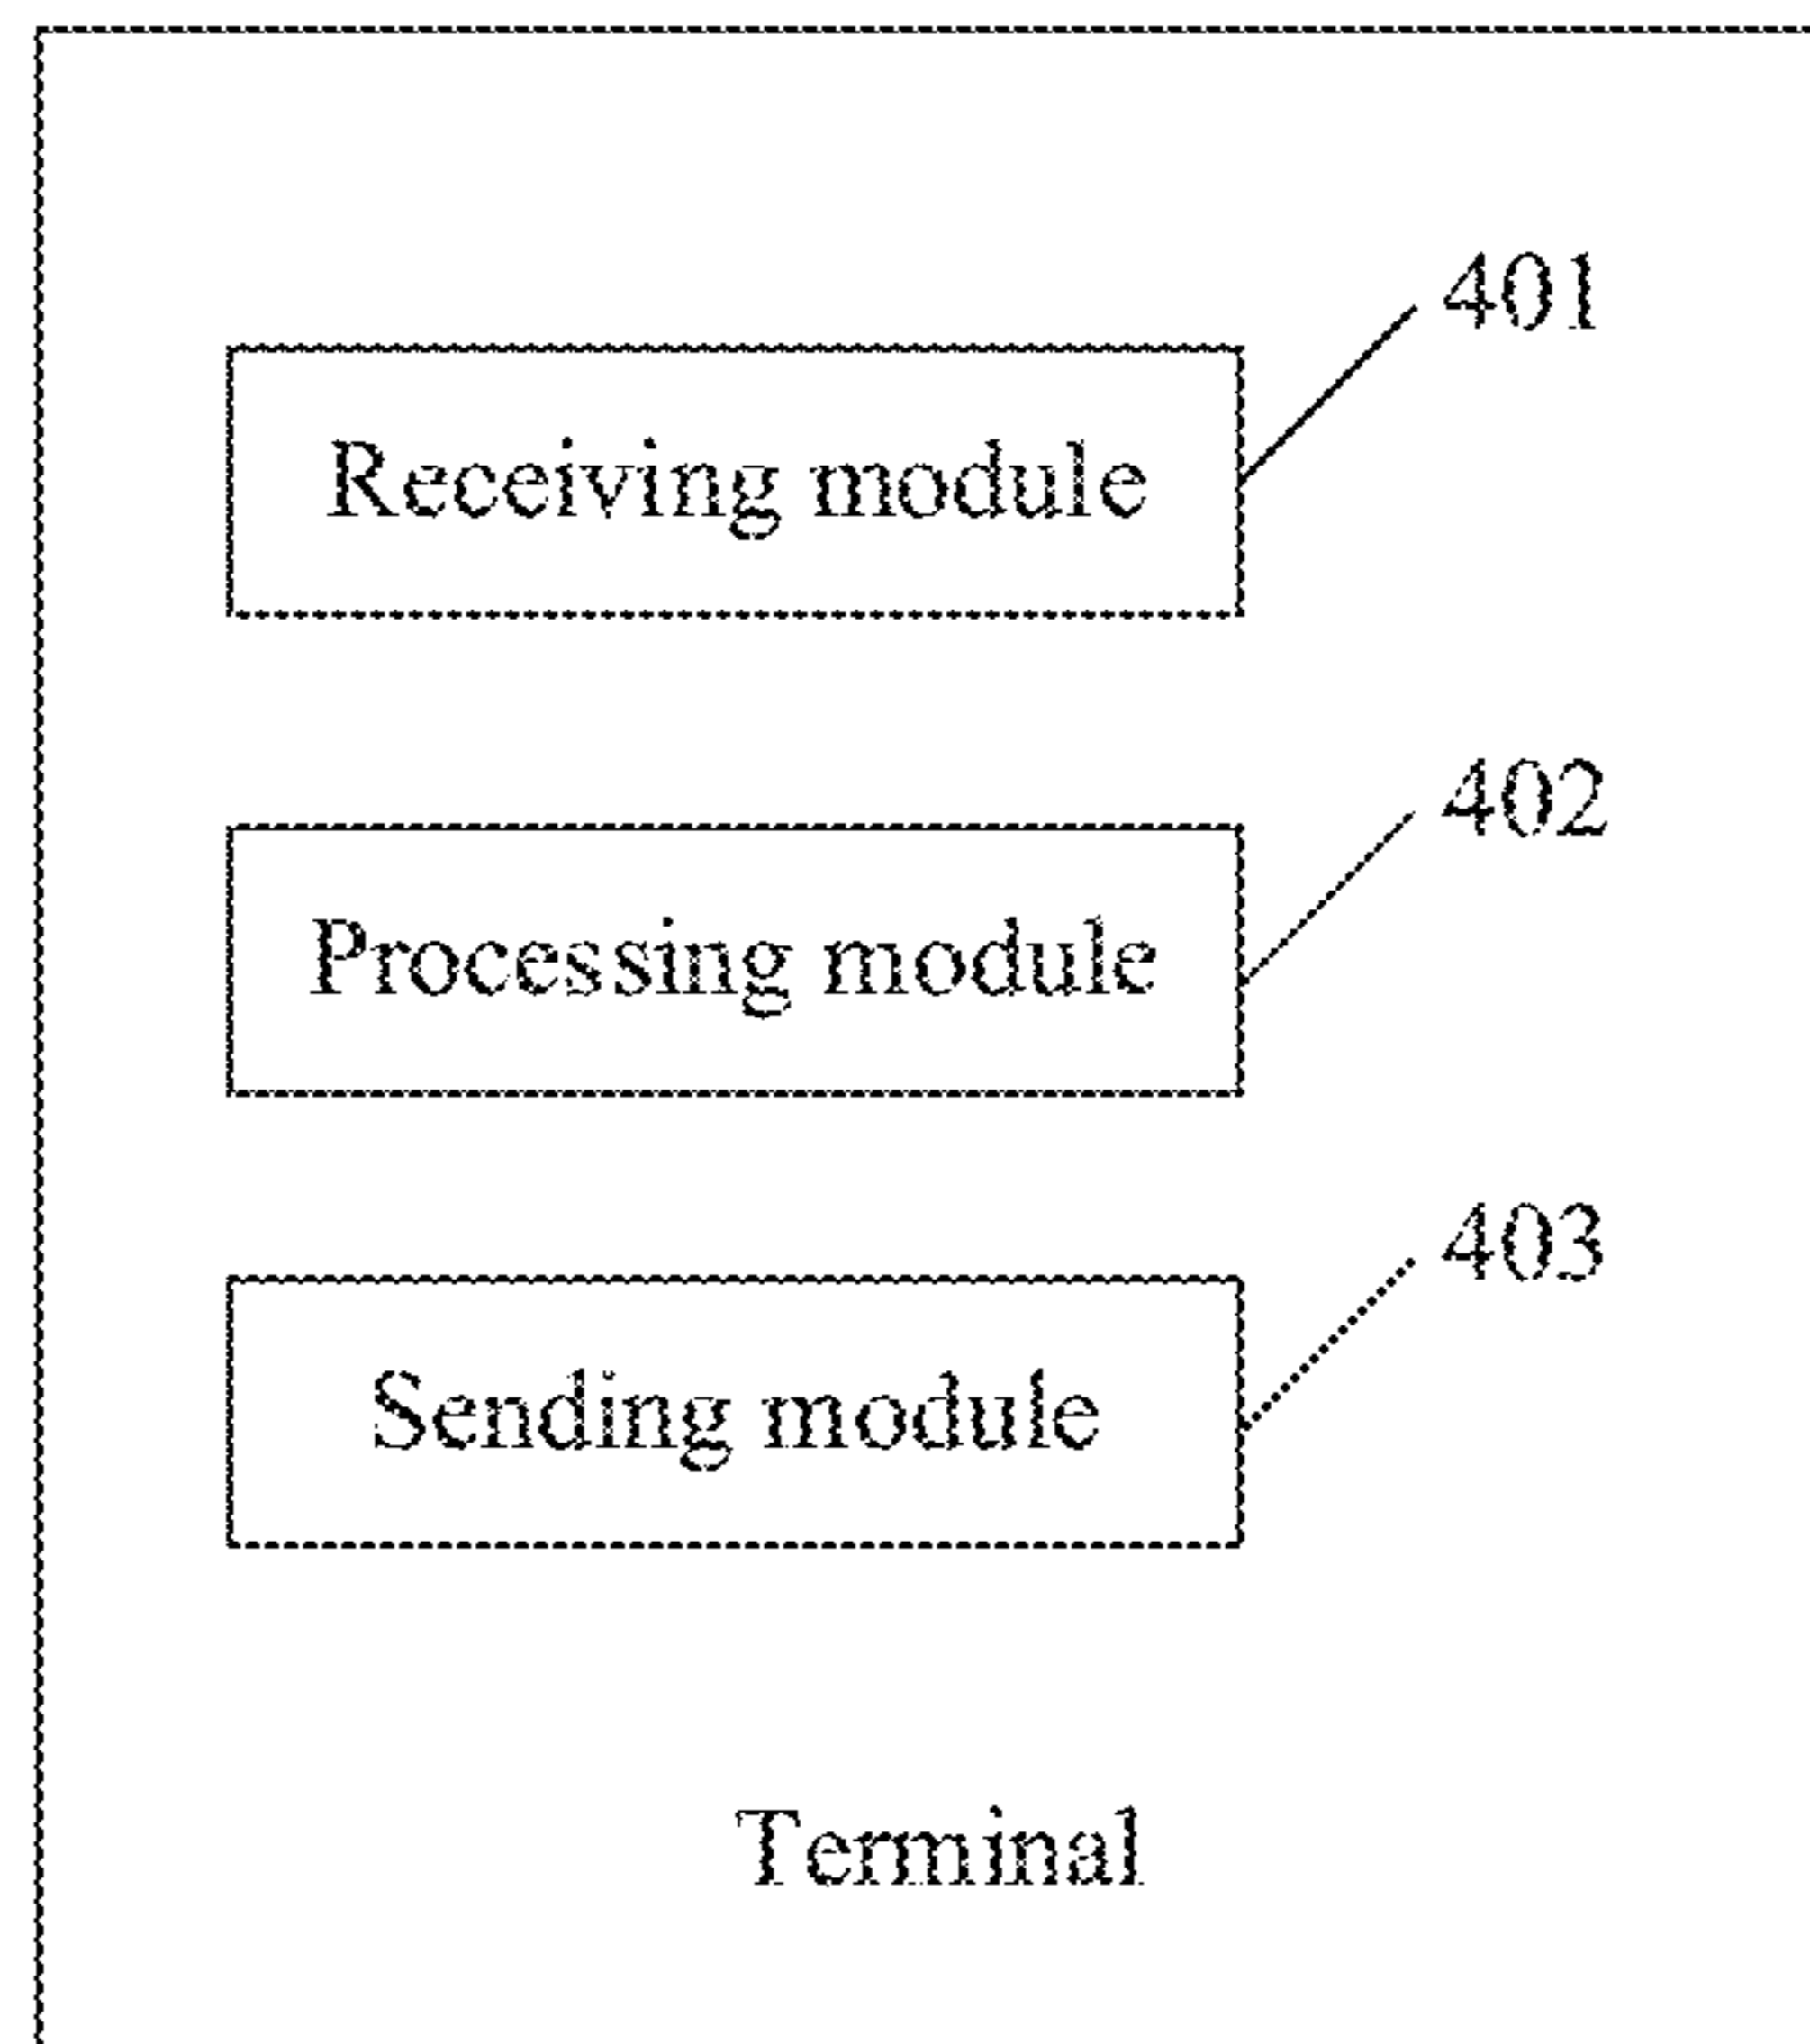 401
Receiving module
402
Processing module
403
Sending module
Terminal